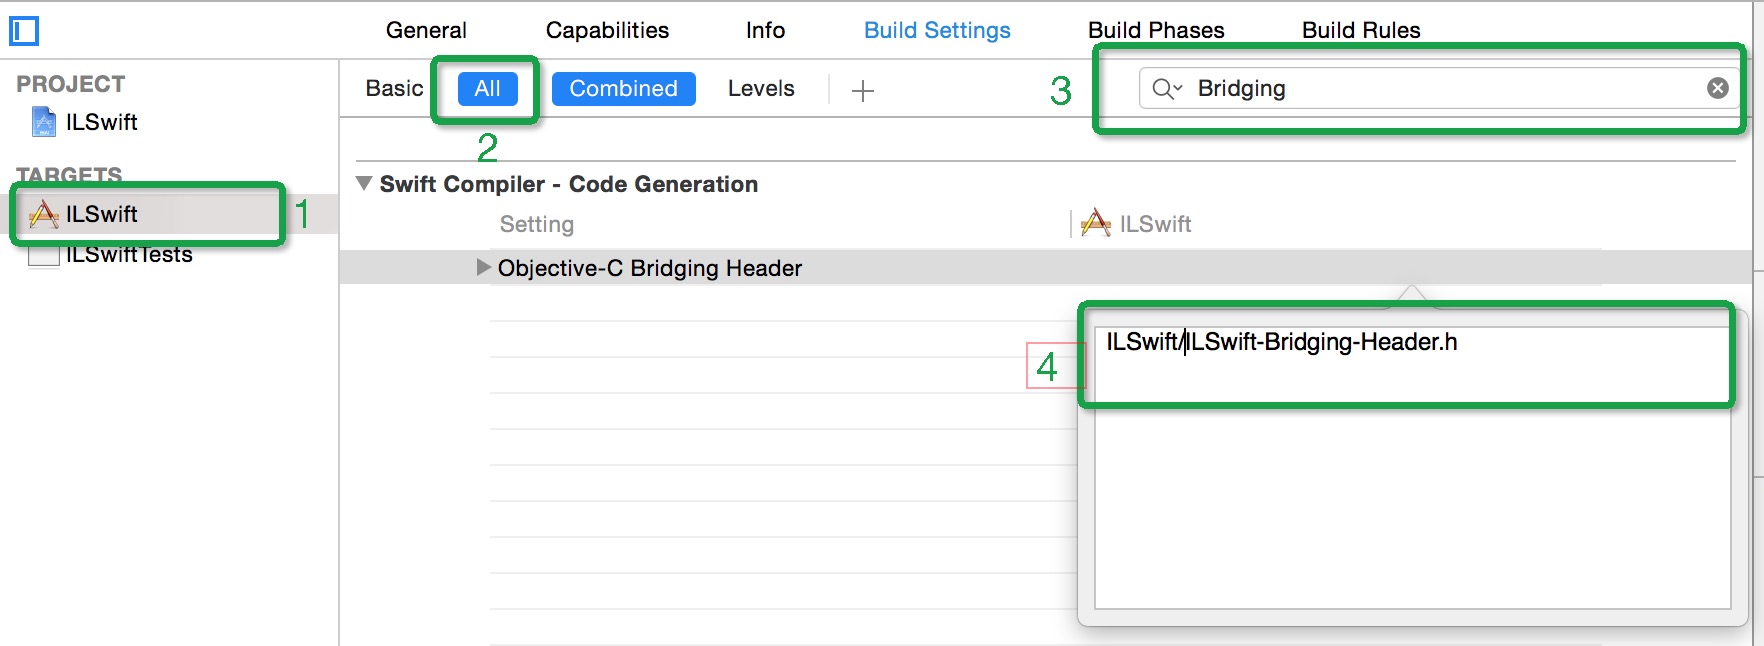 General Capabilities Info Build Settings Build Phases Build Rules
PROJECT
ILSwift
TARGETS
ILSwift 1
ILSwiftTests
Basic All Combined Levels +
2
3 Bridging
Swift Compiler - Code Generation
Setting ILSwift
Objective-C Bridging Header
4 ILSwift/ILSwift-Bridging-Header.h